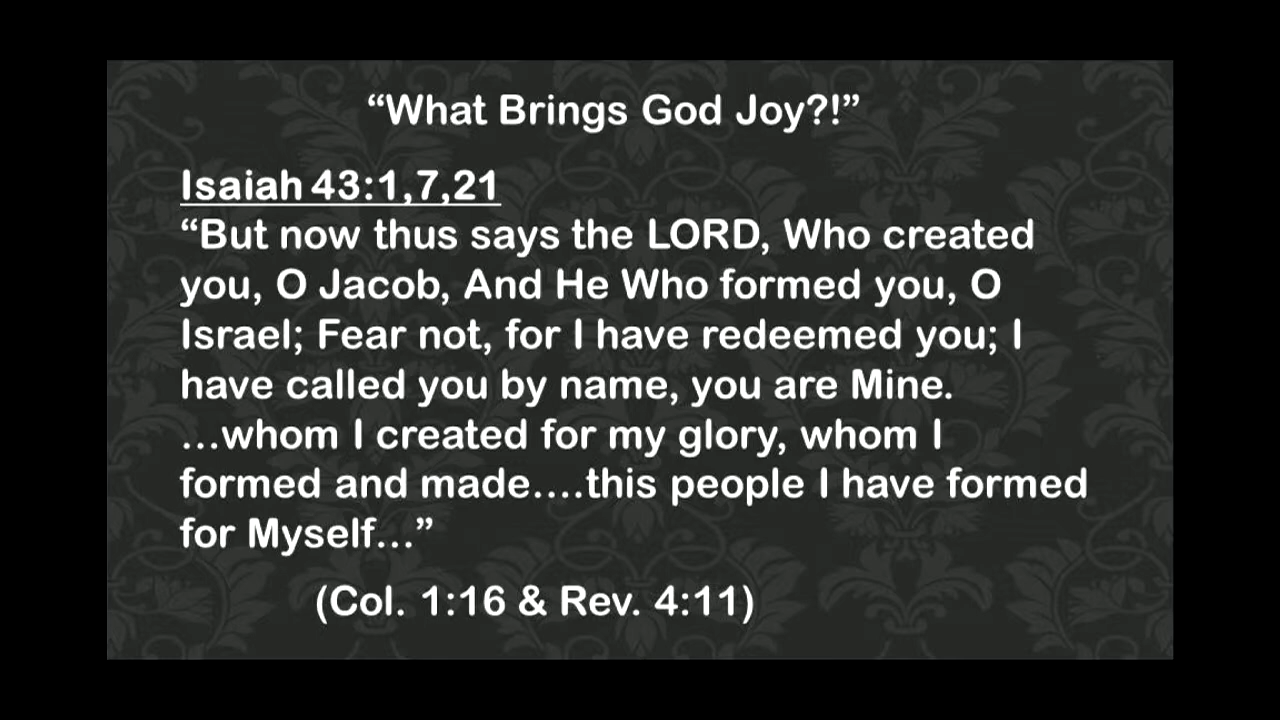 “What Brings God Joy?!”
Isaiah 43:1,7,21
“But now thus says the LORD, Who created
you, O Jacob, And He Who formed you, O
Israel; Fear not, for I have redeemed you; I
have called you by name, you are Mine.
…whom I created for my glory, whom I
formed and made….this people I have formed
for Myself…”
(Col. 1:16 & Rev. 4:11)